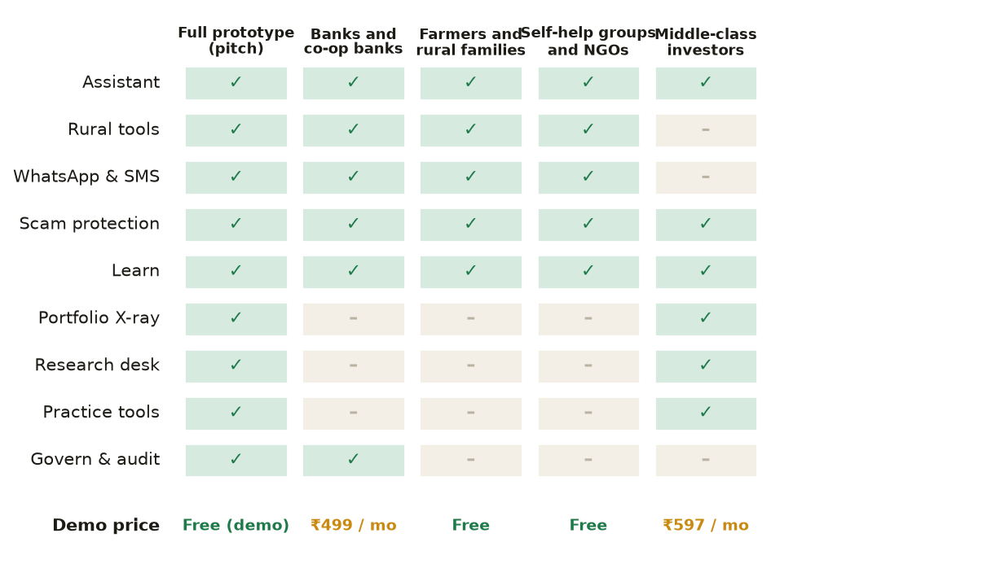 Full prototype Banks and Farmers and Self-help groups Middle-class
(pitch) co-op banks rural families and NGOs investors
Assistant ✓ ✓ ✓ ✓ ✓
Rural tools ✓ ✓ ✓ ✓ –
WhatsApp & SMS ✓ ✓ ✓ ✓ –
Scam protection ✓ ✓ ✓ ✓ ✓
Learn ✓ ✓ ✓ ✓ ✓
Portfolio X-ray ✓ – – – ✓
Research desk ✓ – – – ✓
Practice tools ✓ – – – ✓
Govern & audit ✓ ✓ – – –
Demo price Free (demo) ₹499 / mo Free Free ₹597 / mo